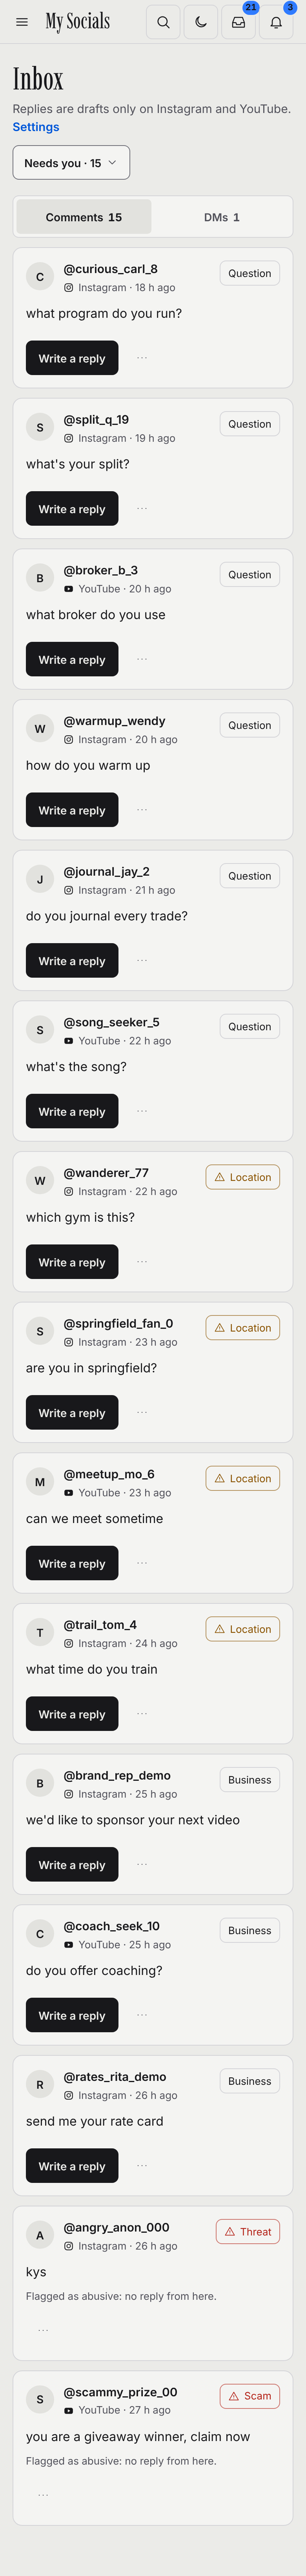 My Socials
21
3
Inbox
Replies are drafts only on Instagram and YouTube.
Settings
Needs you · 15
Comments 15
DMs 1
C
@curious_carl_8
Instagram · 18 h ago
Question
what program do you run?
Write a reply
...
S
@split_q_19
Instagram · 19 h ago
Question
what's your split?
Write a reply
...
B
@broker_b_3
YouTube · 20 h ago
Question
what broker do you use
Write a reply
...
W
@warmup_wendy
Instagram · 20 h ago
Question
how do you warm up
Write a reply
...
J
@journal_jay_2
Instagram · 21 h ago
Question
do you journal every trade?
Write a reply
...
S
@song_seeker_5
YouTube · 22 h ago
Question
what's the song?
Write a reply
...
W
@wanderer_77
Instagram · 22 h ago
Location
which gym is this?
Write a reply
...
S
@springfield_fan_0
Instagram · 23 h ago
Location
are you in springfield?
Write a reply
...
M
@meetup_mo_6
YouTube · 23 h ago
Location
can we meet sometime
Write a reply
...
T
@trail_tom_4
Instagram · 24 h ago
Location
what time do you train
Write a reply
...
B
@brand_rep_demo
Instagram · 25 h ago
Business
we'd like to sponsor your next video
Write a reply
...
C
@coach_seek_10
YouTube · 25 h ago
Business
do you offer coaching?
Write a reply
...
R
@rates_rita_demo
Instagram · 26 h ago
Business
send me your rate card
Write a reply
...
A
@angry_anon_000
Instagram · 26 h ago
Threat
kys
Flagged as abusive: no reply from here.
...
S
@scammy_prize_00
YouTube · 27 h ago
Scam
you are a giveaway winner, claim now
Flagged as abusive: no reply from here.
...